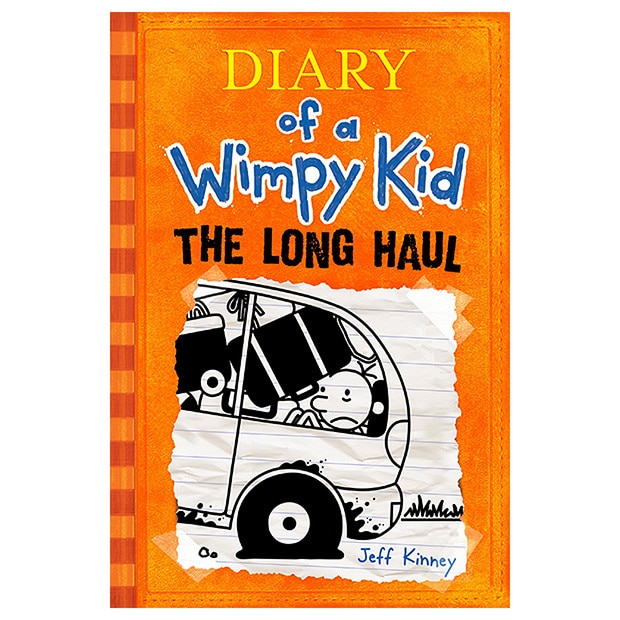 DIARY
of a
Wimpy Kid
THE LONG HAUL
Jeff Kinney